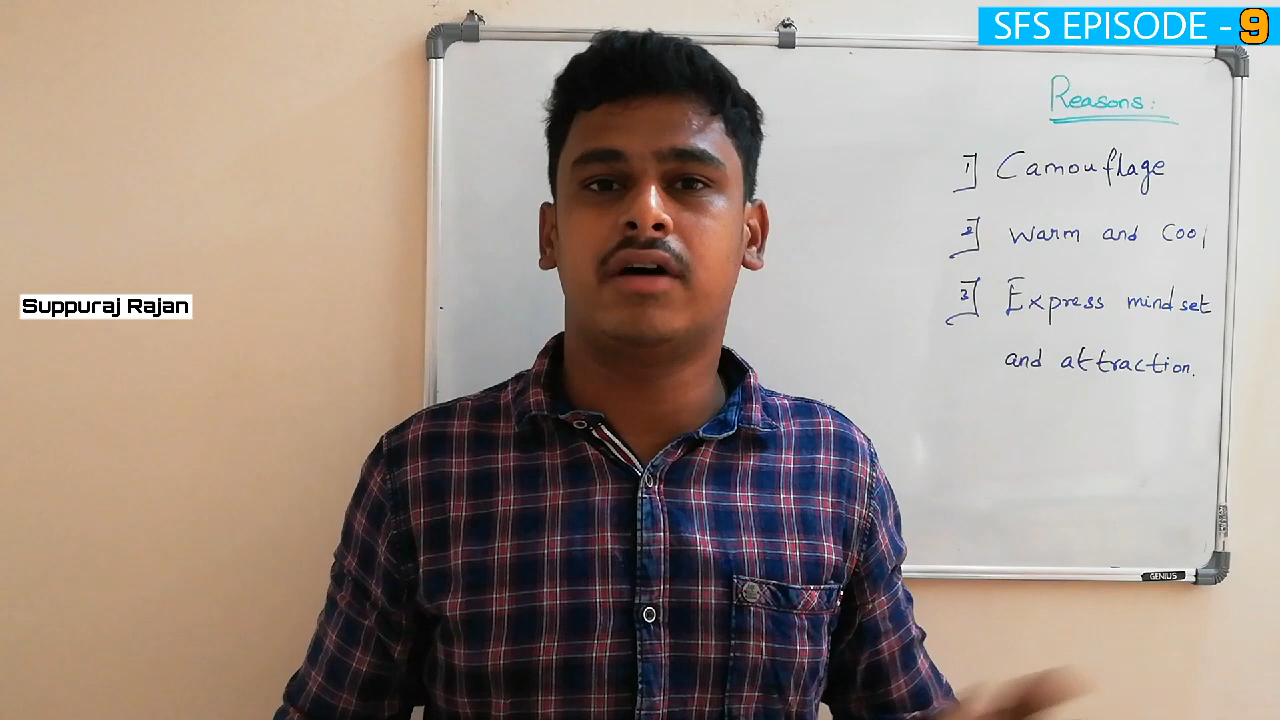 SFS EPISODE - 9
Reasons:
1] Camouflage
2] Warm and Cool
3] Express mindset
and attraction.
Suppuraj Rajan
GENIUS